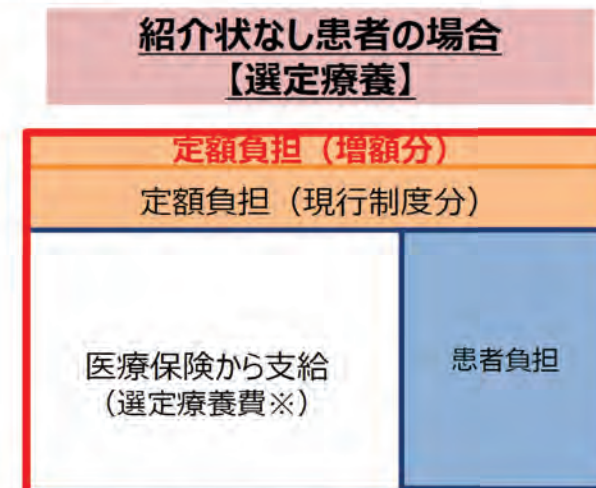 紹介状なし患者の場合
【選定療養】
定額負担（増額分）
定額負担（現行制度分）
医療保険から支給
（選定療養費※）
患者負担